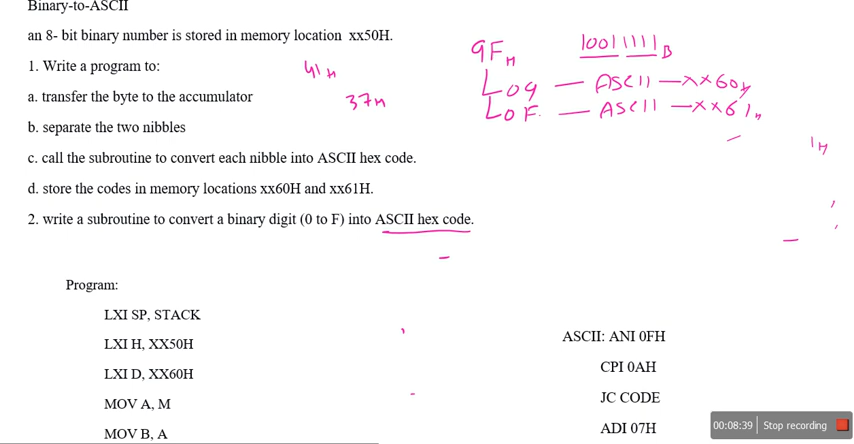 Binary-to-ASCII
an 8- bit binary number is stored in memory location xx50H.
1. Write a program to:
a. transfer the byte to the accumulator
b. separate the two nibbles
c. call the subroutine to convert each nibble into ASCII hex code.
d. store the codes in memory locations xx60H and xx61H.
2. write a subroutine to convert a binary digit (0 to F) into ASCII hex code.
41H
37H
9FH 10011111B
09 — ASCII — XX60H
0F — ASCII — XX61H
1H
Program:
LXI SP, STACK
LXI H, XX50H
LXI D, XX60H
MOV A, M
MOV B, A
ASCII: ANI 0FH
CPI 0AH
JC CODE
ADI 07H
00:08:39 Stop recording